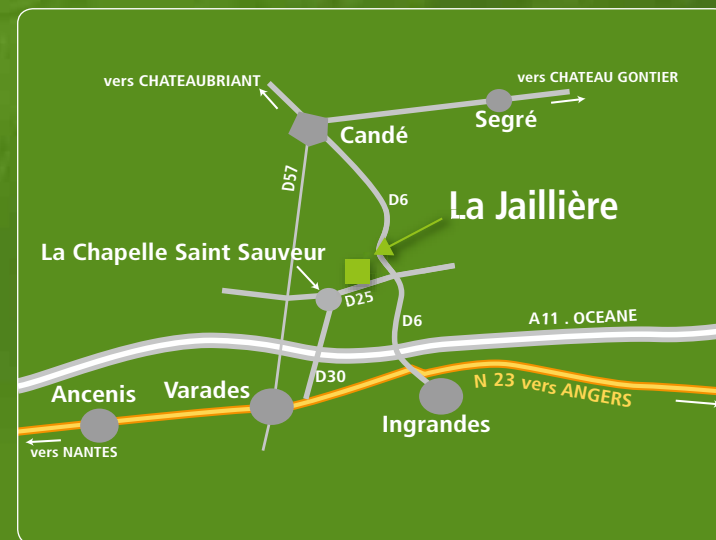 vers CHATEAUBRIANT
vers CHATEAU GONTIER
Segré
Candé
D57
D6
La Jaillière
La Chapelle Saint Sauveur
D25
D6
A11 . OCEANE
D30
N 23 vers ANGERS
Ancenis
Varades
Ingrandes
vers NANTES